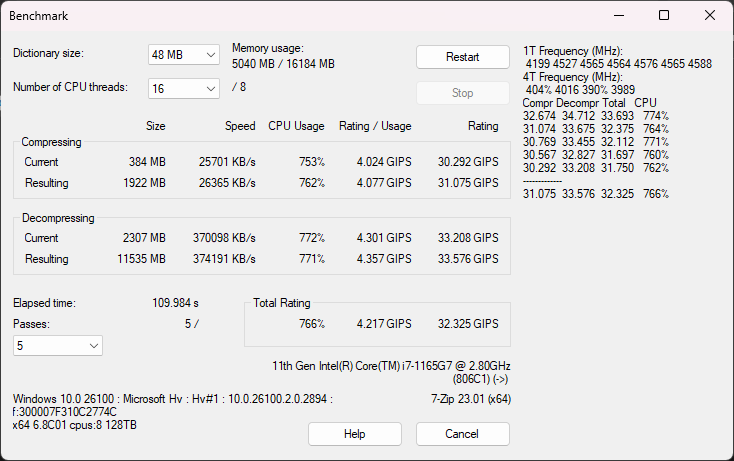 Benchmark
Dictionary size:
48 MB
Memory usage:
5040 MB / 16184 MB
Restart
Number of CPU threads:
16
/ 8
Stop
Size Speed CPU Usage Rating / Usage Rating
Compressing
Current 384 MB 25701 KB/s 753% 4.024 GIPS 30.292 GIPS
Resulting 1922 MB 26365 KB/s 762% 4.077 GIPS 31.075 GIPS
Decompressing
Current 2307 MB 370098 KB/s 772% 4.301 GIPS 33.208 GIPS
Resulting 11535 MB 374191 KB/s 771% 4.357 GIPS 33.576 GIPS
Elapsed time: 109.984 s
Passes: 5 /
5
Total Rating
766% 4.217 GIPS 32.325 GIPS
11th Gen Intel(R) Core(TM) i7-1165G7 @ 2.80GHz
(806C1) (->)
Windows 10.0 26100 : Microsoft Hv : Hv#1 : 10.0.26100.2.0.2894 :
f:300007F310C2774C
x64 6.8C01 cpus:8 128TB
7-Zip 23.01 (x64)
Help
Cancel
1T Frequency (MHz):
4199 4527 4565 4564 4576 4565 4588
4T Frequency (MHz):
404% 4016 390% 3989
Compr Decompr Total CPU
32.674 34.712 33.693 774%
31.074 33.675 32.375 764%
30.769 33.455 32.112 771%
30.567 32.827 31.697 760%
30.292 33.208 31.750 762%
-------------
31.075 33.576 32.325 766%